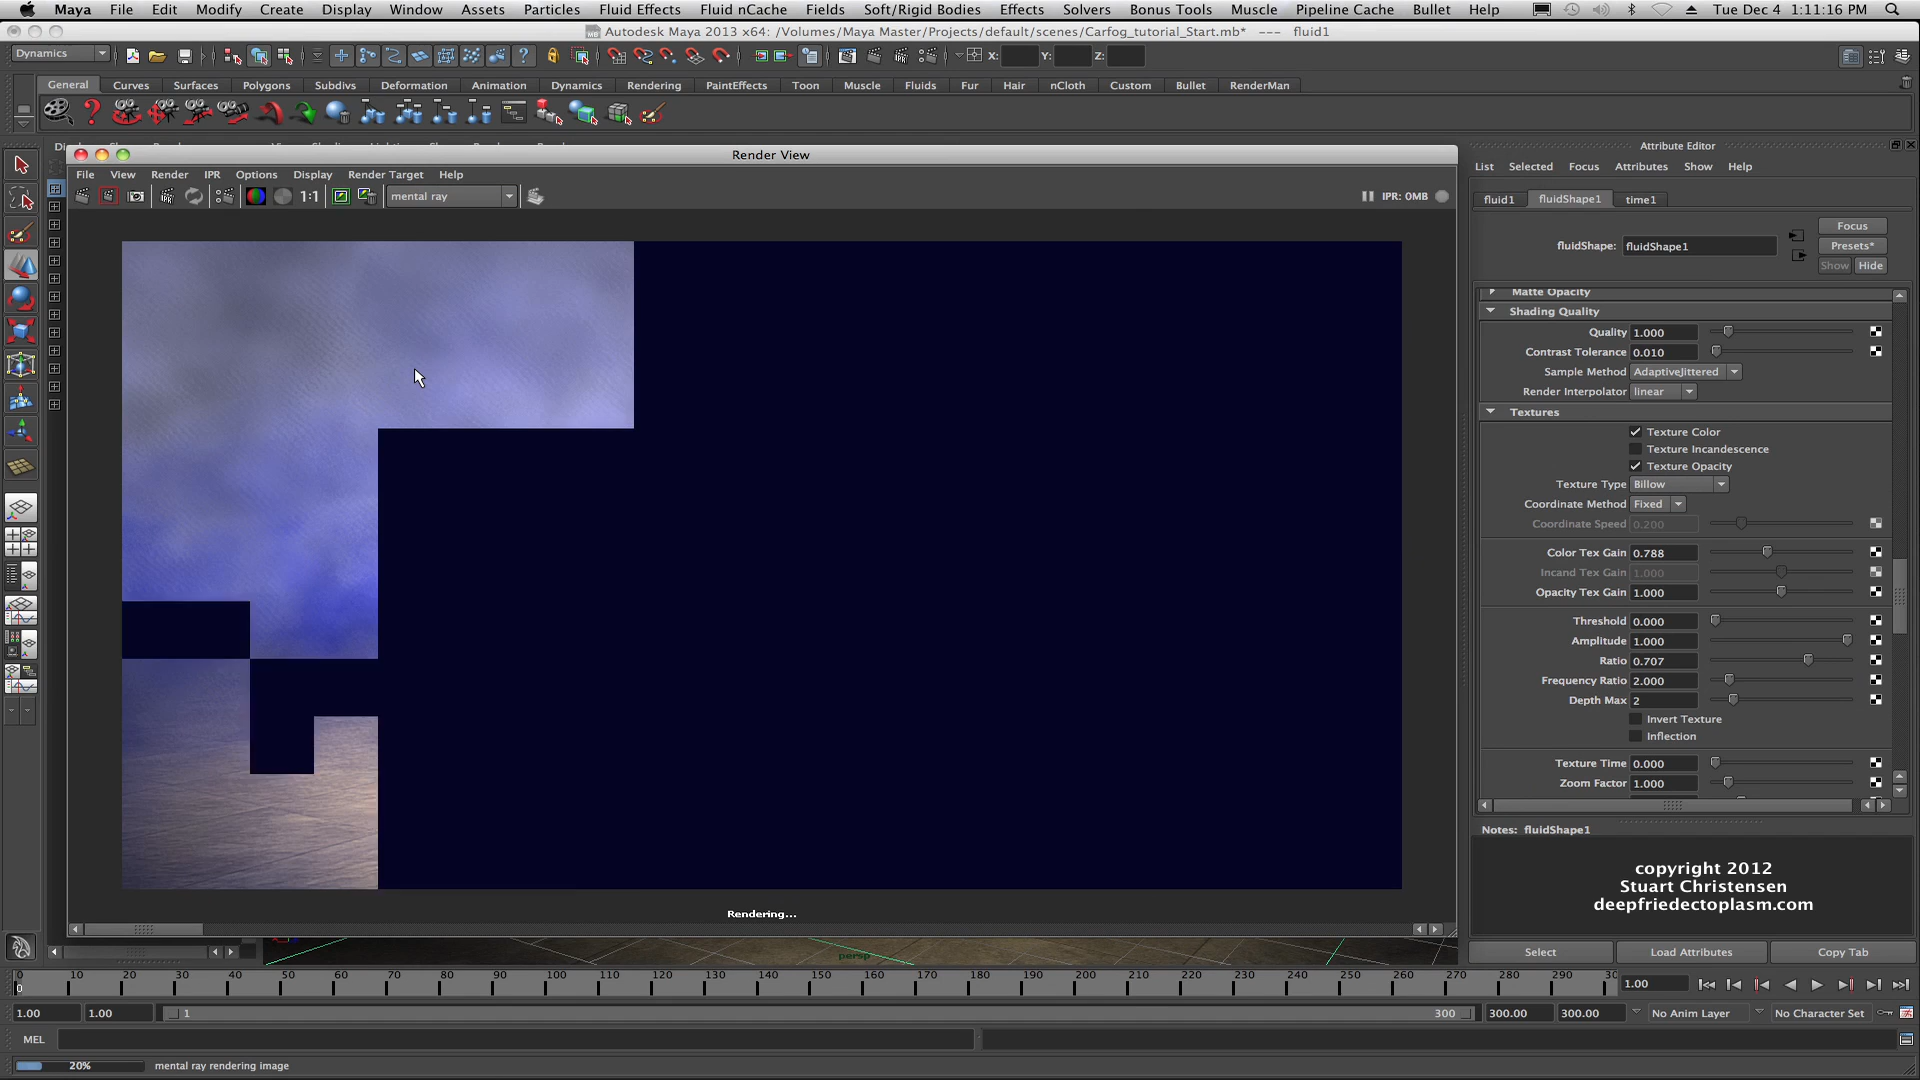 Maya File Edit Modify Create Display Window Assets Particles Fluid Effects Fluid nCache Fields Soft/Rigid Bodies Effects Solvers Bonus Tools Muscle Pipeline Cache Bullet Help Tue Dec 4 1:11:16 PM
Autodesk Maya 2013 x64: /Volumes/Maya Master/Projects/default/scenes/Carfog_tutorial_Start.mb* --- fluid1
Dynamics X: Y: Z:
General Curves Surfaces Polygons Subdivs Deformation Animation Dynamics Rendering PaintEffects Toon Muscle Fluids Fur Hair nCloth Custom Bullet RenderMan
Render View
File View Render IPR Options Display Render Target Help
1:1 mental ray IPR: 0MB
Rendering...
persp
Attribute Editor
List Selected Focus Attributes Show Help
fluid1 fluidShape1 time1
Focus
fluidShape: fluidShape1 Presets*
Show Hide
Matte Opacity
Shading Quality
Quality 1.000
Contrast Tolerance 0.010
Sample Method AdaptiveJittered
Render Interpolator linear
Textures
Texture Color
Texture Incandescence
Texture Opacity
Texture Type Billow
Coordinate Method Fixed
Coordinate Speed 0.200
Color Tex Gain 0.788
Incand Tex Gain 1.000
Opacity Tex Gain 1.000
Threshold 0.000
Amplitude 1.000
Ratio 0.707
Frequency Ratio 2.000
Depth Max 2
Invert Texture
Inflection
Texture Time 0.000
Zoom Factor 1.000
Notes: fluidShape1
copyright 2012
Stuart Christensen
deepfriedectoplasm.com
Select Load Attributes Copy Tab
0 10 20 30 40 50 60 70 80 90 100 110 120 130 140 150 160 170 180 190 200 210 220 230 240 250 260 270 280 290 1.00
0
1.00 1.00 1 300 300.00 300.00 No Anim Layer No Character Set
MEL
20% mental ray rendering image